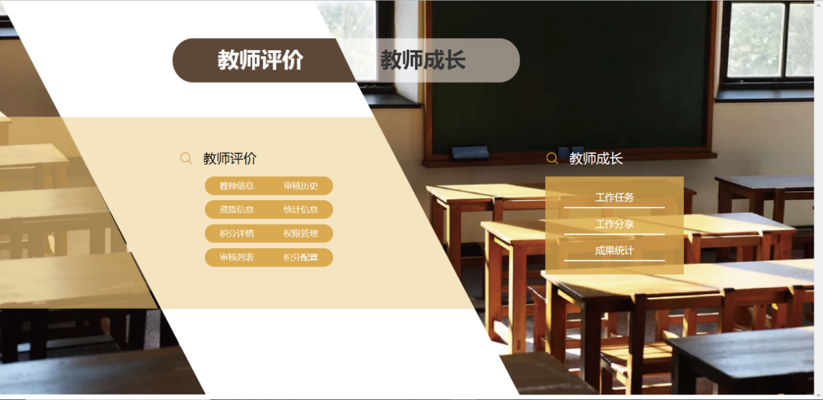 教师评价 教师成长
教师评价
教师信息 审核历史
资质信息 统计信息
积分详情 权限管理
审核列表 积分配置
教师成长
工作任务
工作分享
成果统计